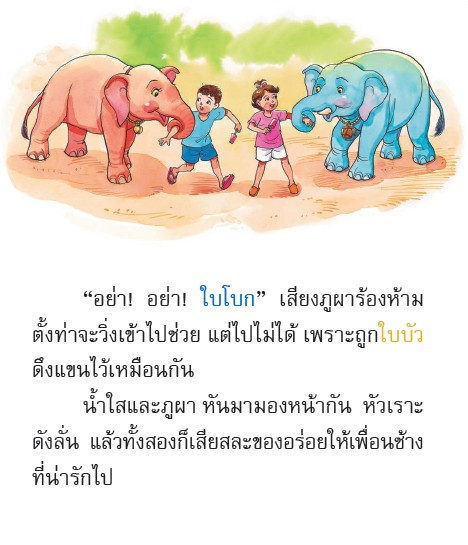 “อย่า! อย่า! ใบโบก” เสียงภูผาร้องห้าม
ตั้งท่าจะวิ่งเข้าไปช่วย แต่ไปไม่ได้ เพราะถูกใบบัว
ดึงแขนไว้เหมือนกัน
น้ำใสและภูผา หันมามองหน้ากัน หัวเราะ
ดังลั่น แล้วทั้งสองก็เสียสละของอร่อยให้เพื่อนช้าง
ที่น่ารักไป